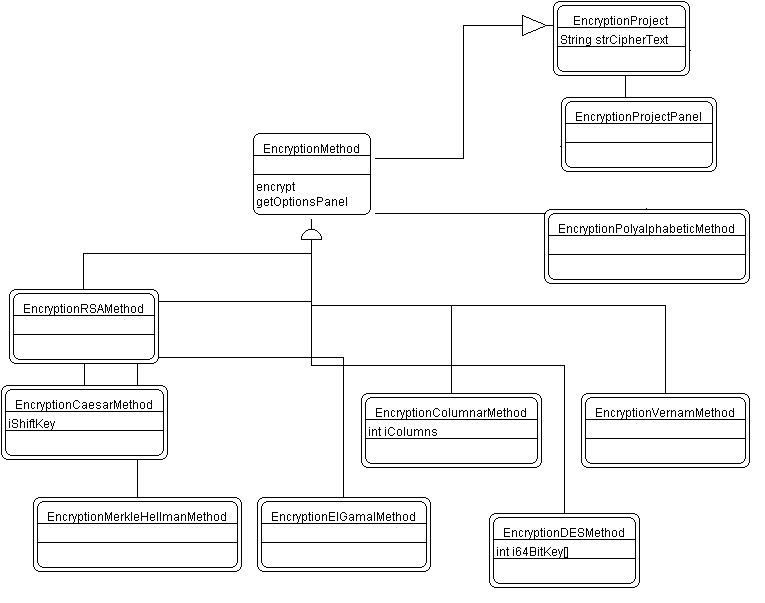 EncryptionProject
String strCipherText
EncryptionProjectPanel
EncryptionMethod
encrypt
getOptionsPanel
EncryptionPolyalphabeticMethod
EncryptionRSAMethod
EncryptionCaesarMethod
iShiftKey
EncryptionColumnarMethod
int iColumns
EncryptionVernamMethod
EncryptionMerkleHellmanMethod
EncryptionElGamalMethod
EncryptionDESMethod
int i64BitKey[]